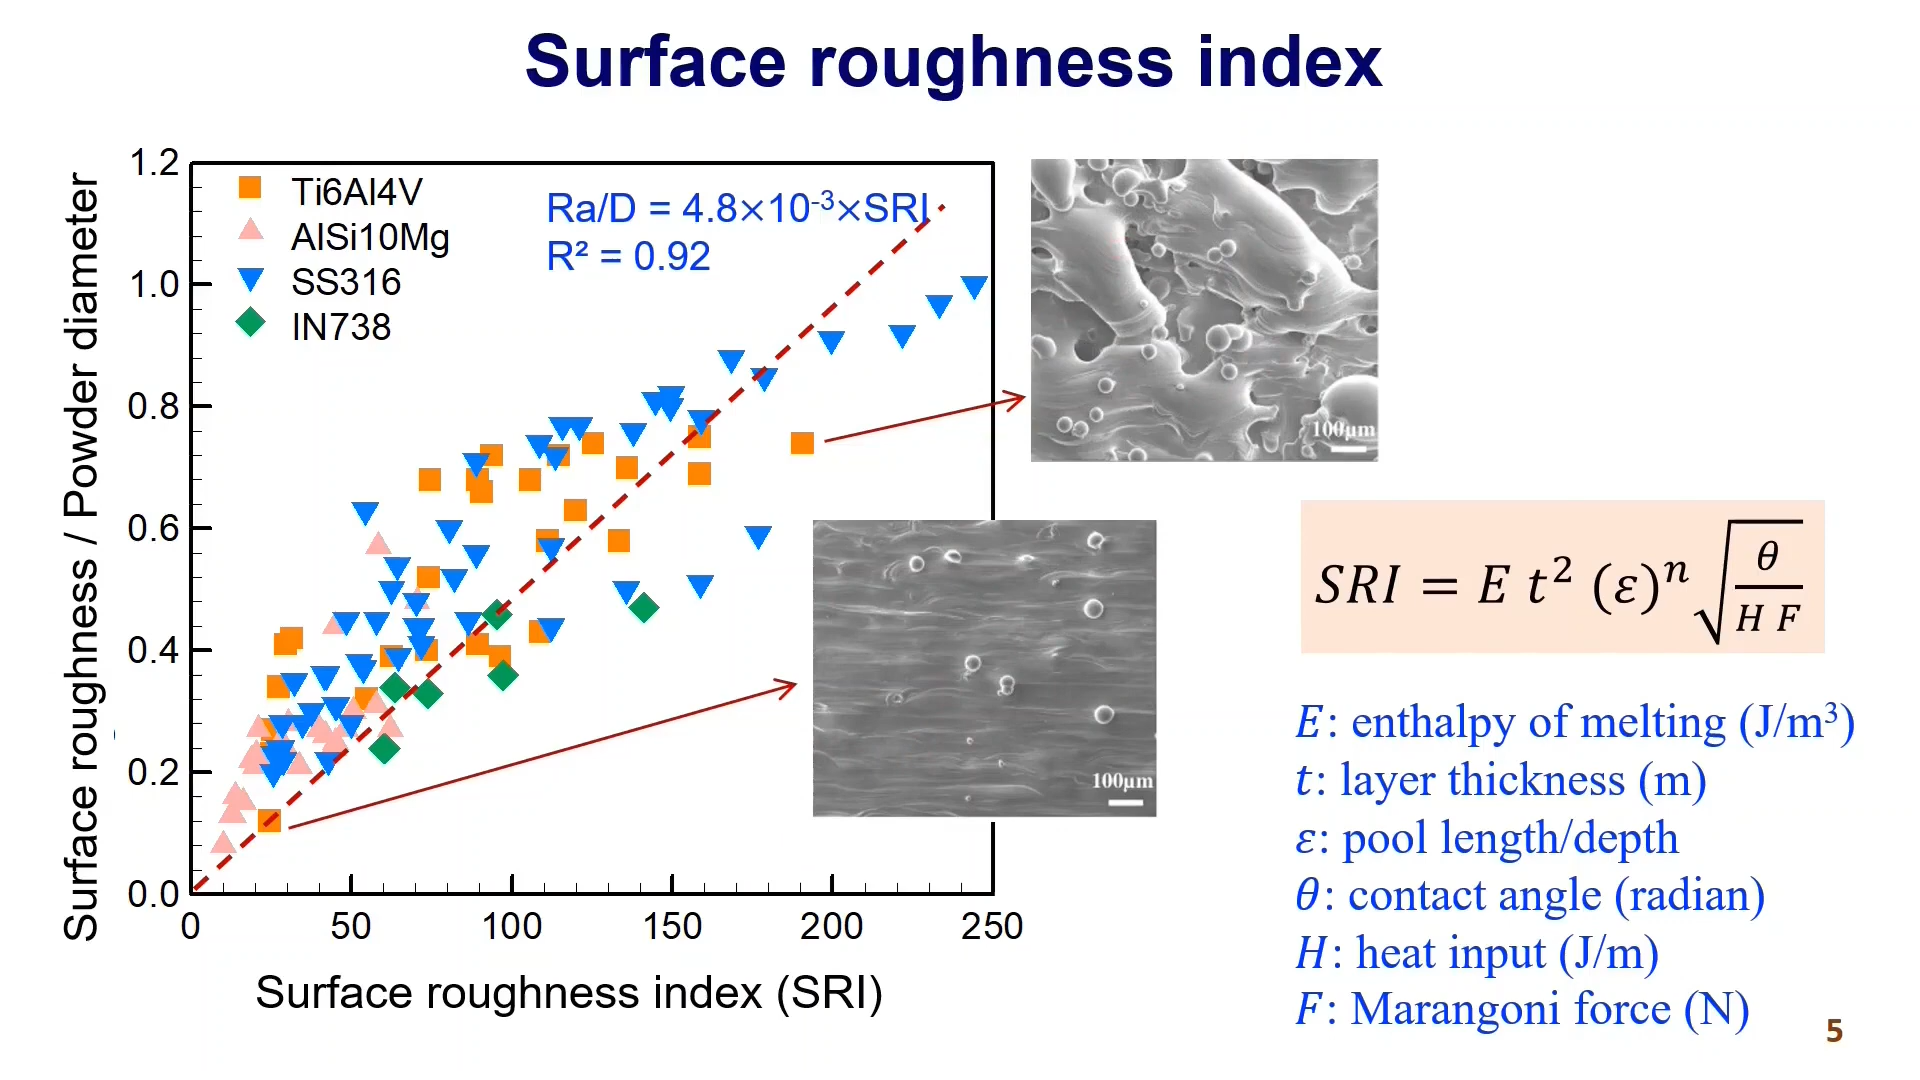 Surface roughness index
Surface roughness / Powder diameter
1.2
1.0
0.8
0.6
0.4
0.2
0.0
Ti6Al4V
AlSi10Mg
SS316
IN738
Ra/D = 4.8×10⁻³×SRI
R² = 0.92
0 50 100 150 200 250
Surface roughness index (SRI)
100μm
100μm
SRI = E t² (ε)ⁿ √(θ / H F)
E: enthalpy of melting (J/m³)
t: layer thickness (m)
ε: pool length/depth
θ: contact angle (radian)
H: heat input (J/m)
F: Marangoni force (N)
5